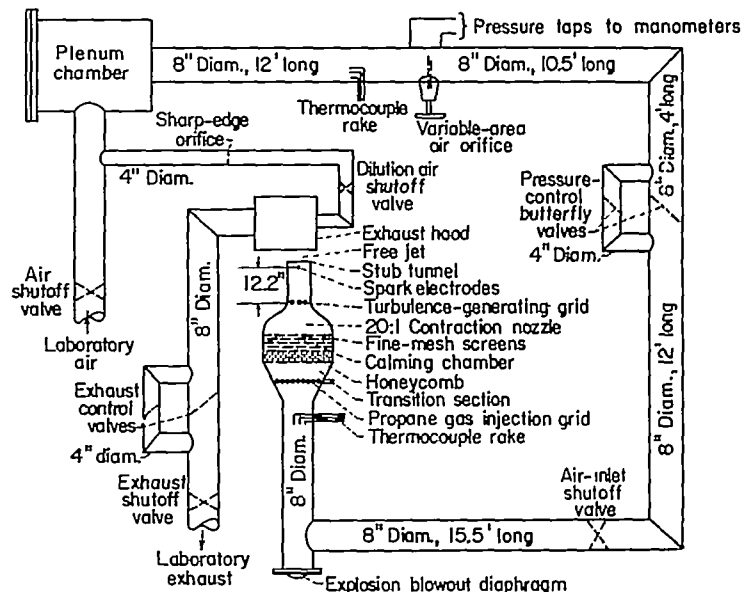 Plenum
chamber
8" Diam., 12' long
Pressure taps to manometers
8" Diam., 10.5' long
Thermocouple
rake
Variable-area
air orifice
8" Diam., 4' long
Sharp-edge
orifice
4" Diam.
Dilution air
shutoff
valve
Pressure-
control
butterfly
valves
4" Diam.
Exhaust hood
Free jet
Stub tunnel
Spark electrodes
12.2"
Turbulence-generating grid
20:1 Contraction nozzle
Fine-mesh screens
Calming chamber
Honeycomb
Transition section
Propane gas injection grid
Thermocouple rake
Air
shutoff
valve
Laboratory
air
8" Diam.
Exhaust
control
valves
4" diam.
Exhaust
shutoff
valve
Laboratory
exhaust
8" Diam.
8" Diam., 12' long
Air-inlet
shutoff
valve
8" Diam., 15.5' long
Explosion blowout diaphragm